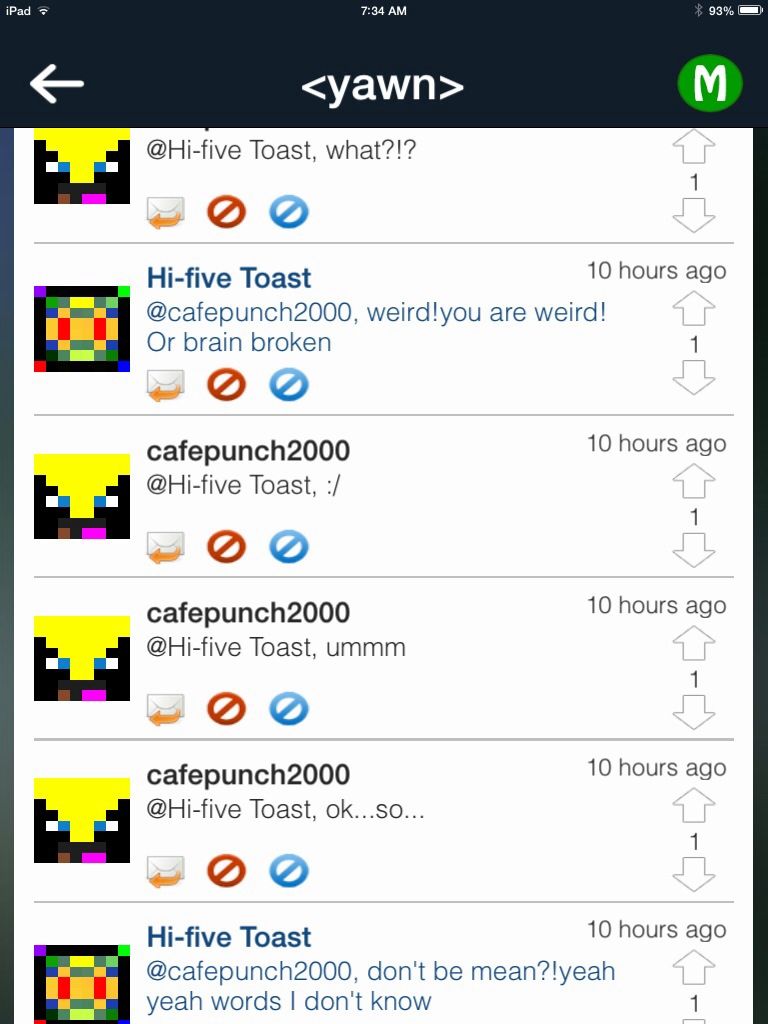 iPad 7:34 AM 93%
<yawn> M
@Hi-five Toast, what?!?
1
Hi-five Toast 10 hours ago
@cafepunch2000, weird!you are weird!
Or brain broken
1
cafepunch2000 10 hours ago
@Hi-five Toast, :/
1
cafepunch2000 10 hours ago
@Hi-five Toast, ummm
1
cafepunch2000 10 hours ago
@Hi-five Toast, ok...so...
1
Hi-five Toast 10 hours ago
@cafepunch2000, don't be mean?!yeah
yeah words I don't know
1